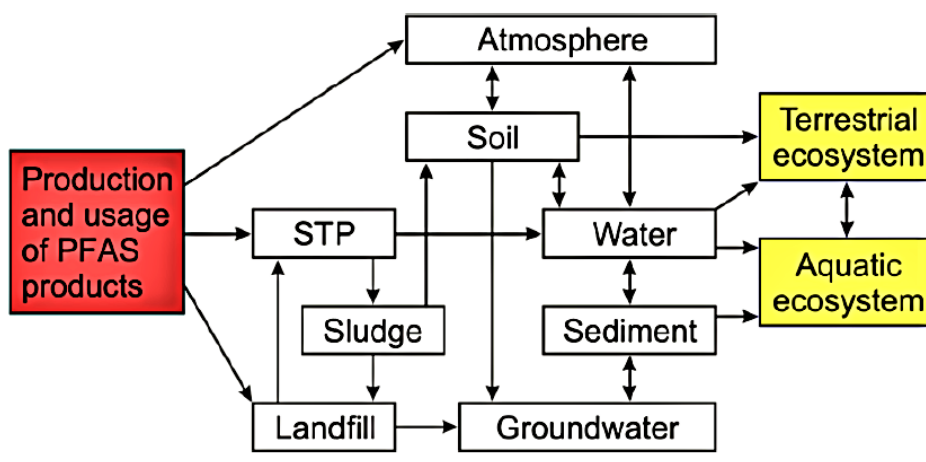 Atmosphere
Soil
Terrestrial
ecosystem
Production
and usage
of PFAS
products
STP
Water
Aquatic
ecosystem
Sludge
Sediment
Landfill
Groundwater